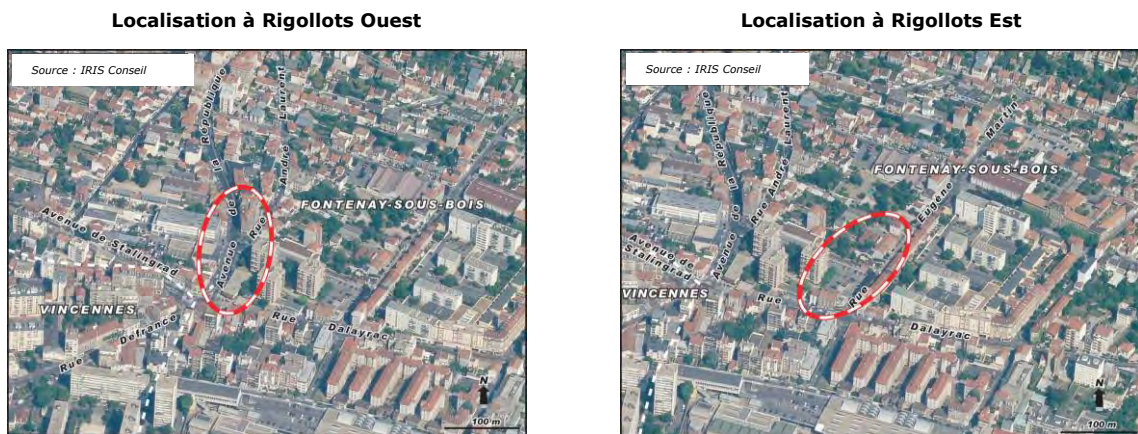 Localisation à Rigollots Ouest
Source : IRIS Conseil
République
la
de
Avenue
André Laurent
Rue
FONTENAY-SOUS-BOIS
Avenue de Stalingrad
VINCENNES
Rue Defrance
Rue Dalayrac
N
100 m
Localisation à Rigollots Est
Source : IRIS Conseil
Avenue de la République
Rue André Laurent
Rue Eugène Martin
FONTENAY-SOUS-BOIS
Avenue de
Stalingrad
VINCENNES
Rue Dalayrac
N
100 m